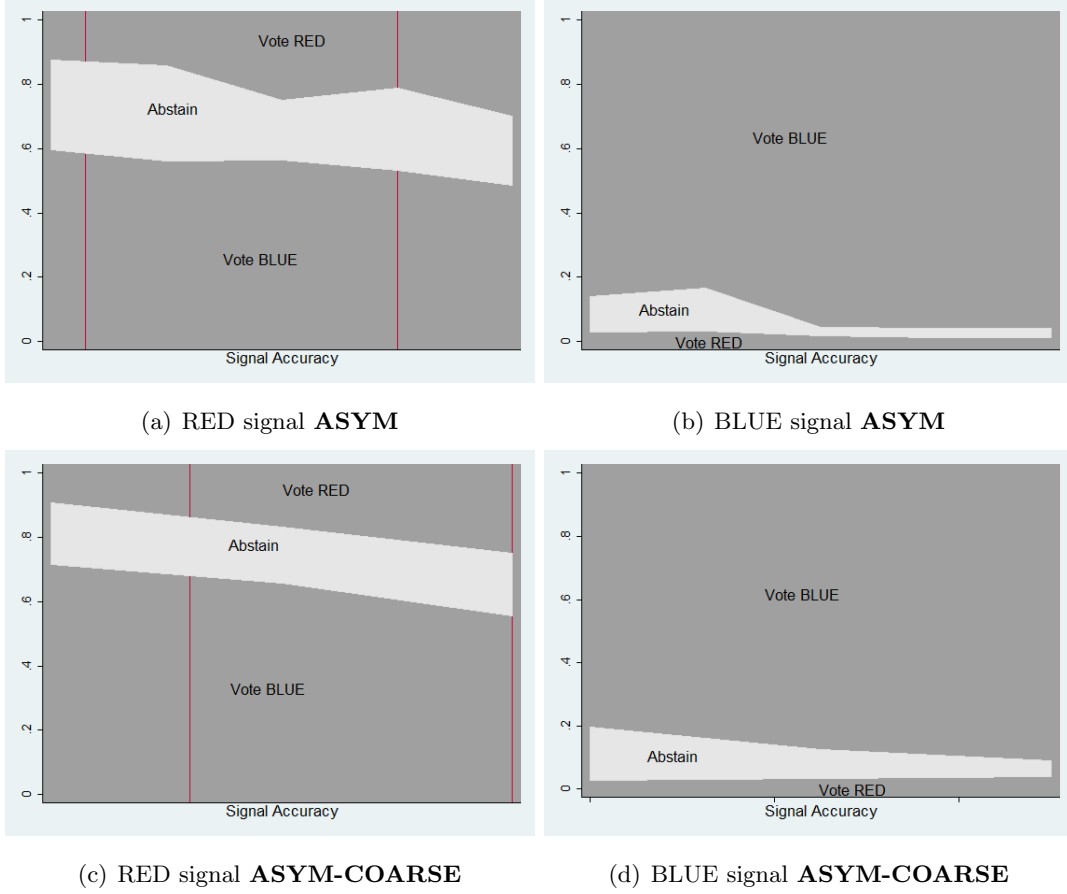 1
Vote RED
.8
Abstain
.6
.4
Vote BLUE
.2
0
Signal Accuracy
(a) RED signal ASYM
1
.8
Vote BLUE
.6
.4
.2
Abstain
0
Vote RED
Signal Accuracy
(b) BLUE signal ASYM
1
Vote RED
.8
Abstain
.6
.4
Vote BLUE
.2
0
Signal Accuracy
(c) RED signal ASYM-COARSE
1
.8
Vote BLUE
.6
.4
.2
Abstain
0
Vote RED
Signal Accuracy
(d) BLUE signal ASYM-COARSE